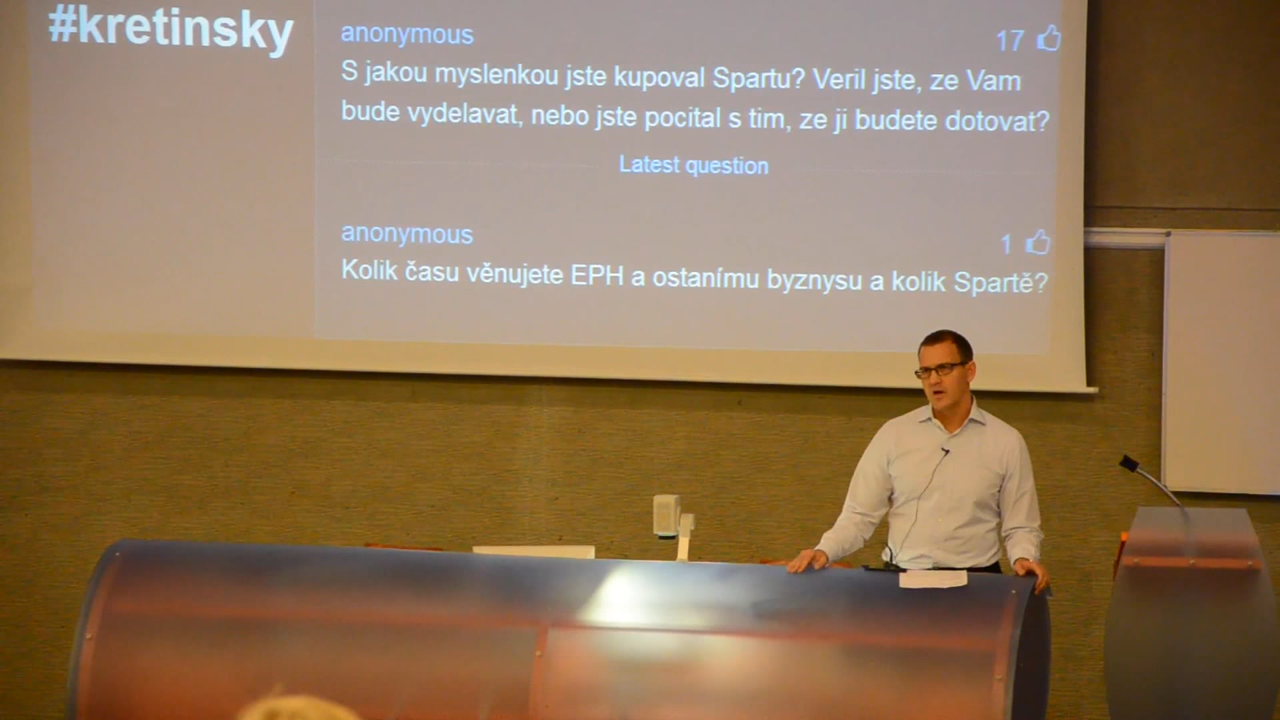 #kretinsky
anonymous
17
S jakou myslenkou jste kupoval Spartu? Veril jste, ze Vam
bude vydelavat, nebo jste pocital s tim, ze ji budete dotovat?
Latest question
anonymous
1
Kolik času věnujete EPH a ostanímu byznysu a kolik Spartě?